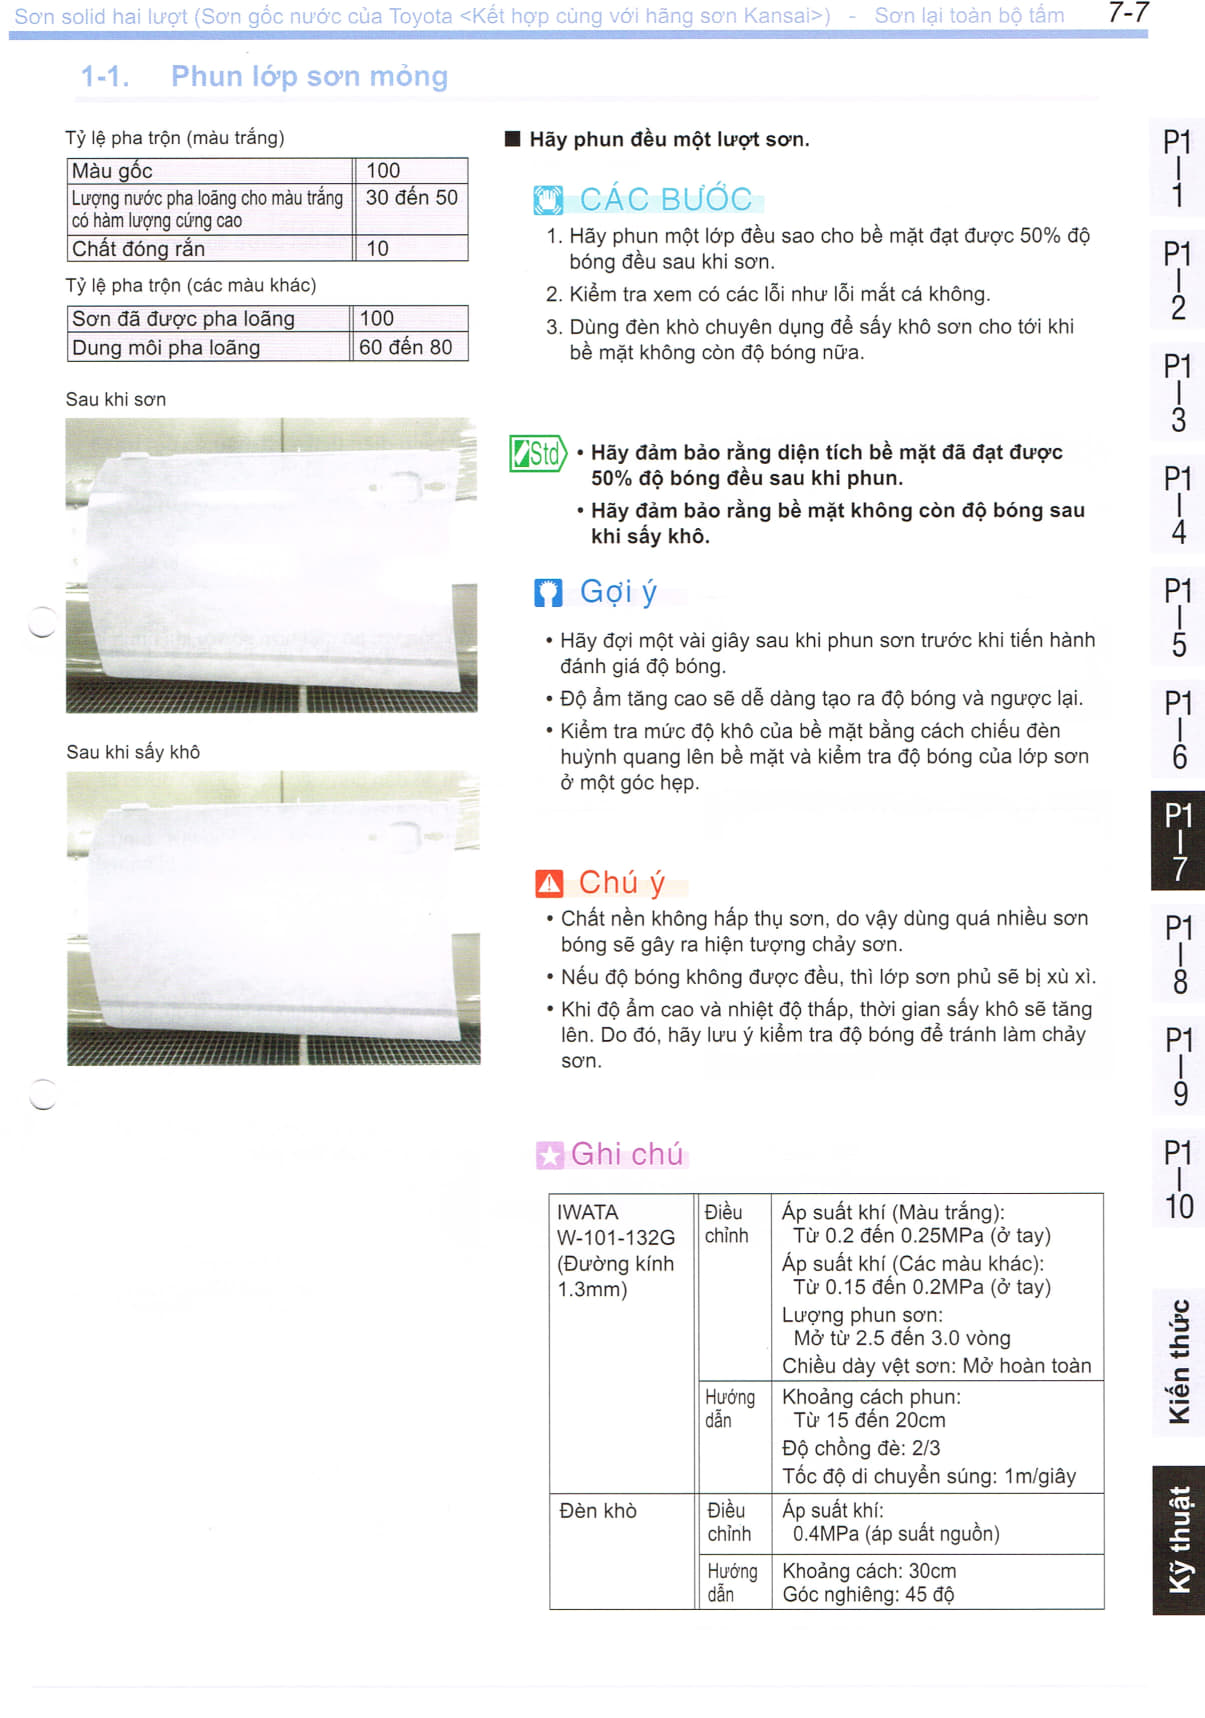 Sơn solid hai lượt (Sơn gốc nước của Toyota <Kết hợp cùng với hãng sơn Kansai>) - Sơn lại toàn bộ tấm 7-7
1-1. Phun lớp sơn mỏng
Tỷ lệ pha trộn (màu trắng)
Màu gốc 100
Lượng nước pha loãng cho màu trắng 30 đến 50
có hàm lượng cứng cao
Chất đóng rắn 10
Tỷ lệ pha trộn (các màu khác)
Sơn đã được pha loãng 100
Dung môi pha loãng 60 đến 80
Sau khi sơn
Sau khi sấy khô
■ Hãy phun đều một lượt sơn.
CÁC BƯỚC
1. Hãy phun một lớp đều sao cho bề mặt đạt được 50% độ
bóng đều sau khi sơn.
2. Kiểm tra xem có các lỗi như lỗi mắt cá không.
3. Dùng đèn khò chuyên dụng để sấy khô sơn cho tới khi
bề mặt không còn độ bóng nữa.
Std
• Hãy đảm bảo rằng diện tích bề mặt đã đạt được
50% độ bóng đều sau khi phun.
• Hãy đảm bảo rằng bề mặt không còn độ bóng sau
khi sấy khô.
Gợi ý
• Hãy đợi một vài giây sau khi phun sơn trước khi tiến hành
đánh giá độ bóng.
• Độ ẩm tăng cao sẽ dễ dàng tạo ra độ bóng và ngược lại.
• Kiểm tra mức độ khô của bề mặt bằng cách chiếu đèn
huỳnh quang lên bề mặt và kiểm tra độ bóng của lớp sơn
ở một góc hẹp.
Chú ý
• Chất nền không hấp thụ sơn, do vậy dùng quá nhiều sơn
bóng sẽ gây ra hiện tượng chảy sơn.
• Nếu độ bóng không được đều, thì lớp sơn phủ sẽ bị xù xì.
• Khi độ ẩm cao và nhiệt độ thấp, thời gian sấy khô sẽ tăng
lên. Do đó, hãy lưu ý kiểm tra độ bóng để tránh làm chảy
sơn.
Ghi chú
IWATA
W-101-132G
(Đường kính
1.3mm)
Điều
chỉnh
Áp suất khí (Màu trắng):
Từ 0.2 đến 0.25MPa (ở tay)
Áp suất khí (Các màu khác):
Từ 0.15 đến 0.2MPa (ở tay)
Lượng phun sơn:
Mở từ 2.5 đến 3.0 vòng
Chiều dày vệt sơn: Mở hoàn toàn
Hướng
dẫn
Khoảng cách phun:
Từ 15 đến 20cm
Độ chồng đè: 2/3
Tốc độ di chuyển súng: 1m/giây
Đèn khò
Điều
chỉnh
Áp suất khí:
0.4MPa (áp suất nguồn)
Hướng
dẫn
Khoảng cách: 30cm
Góc nghiêng: 45 độ
P1
1
P1
2
P1
3
P1
4
P1
5
P1
6
P1
7
P1
8
P1
9
P1
10
Kiến thức
Kỹ thuật